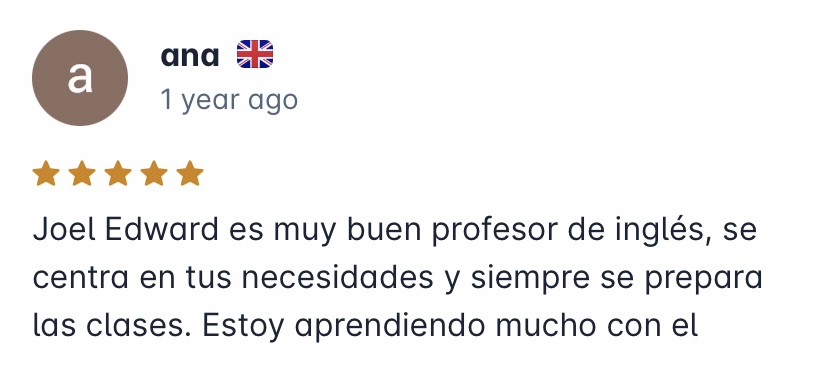 a
ana
1 year ago
Joel Edward es muy buen profesor de inglés, se
centra en tus necesidades y siempre se prepara
las clases. Estoy aprendiendo mucho con el